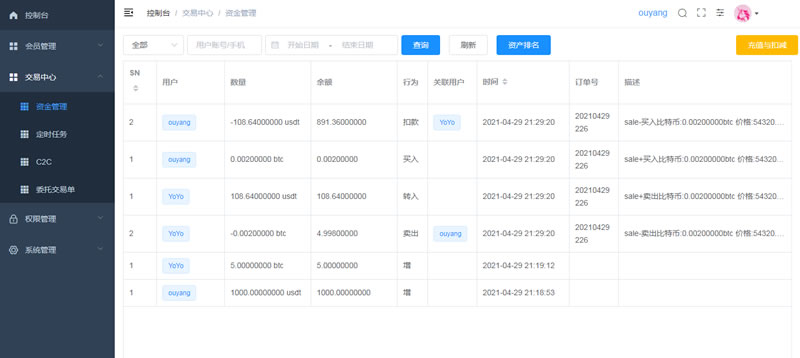 控制台
会员管理
交易中心
资金管理
定时任务
C2C
委托交易单
权限管理
系统管理
控制台 / 交易中心 / 资金管理
ouyang
全部
用户账号/手机
开始日期 - 结束日期
查询
刷新
资产排名
充值与扣减
SN 用户 数量 余额 行为 关联用户 时间 订单号 描述
2 ouyang -108.64000000 usdt 891.36000000 扣款 YoYo 2021-04-29 21:29:20 20210429 sale-买入比特币:0.00200000btc 价格:54320....
226
1 ouyang 0.00200000 btc 0.00200000 买入 2021-04-29 21:29:20 20210429 sale+买入比特币:0.00200000btc 价格:54320....
226
1 YoYo 108.64000000 usdt 108.64000000 转入 2021-04-29 21:29:20 20210429 sale+卖出比特币:0.00200000btc 价格:54320....
226
2 YoYo -0.00200000 btc 4.99800000 卖出 ouyang 2021-04-29 21:29:20 20210429 sale-卖出比特币:0.00200000btc 价格:54320....
226
1 YoYo 5.00000000 btc 5.00000000 增 2021-04-29 21:19:12
1 ouyang 1000.00000000 usdt 1000.00000000 增 2021-04-29 21:18:53